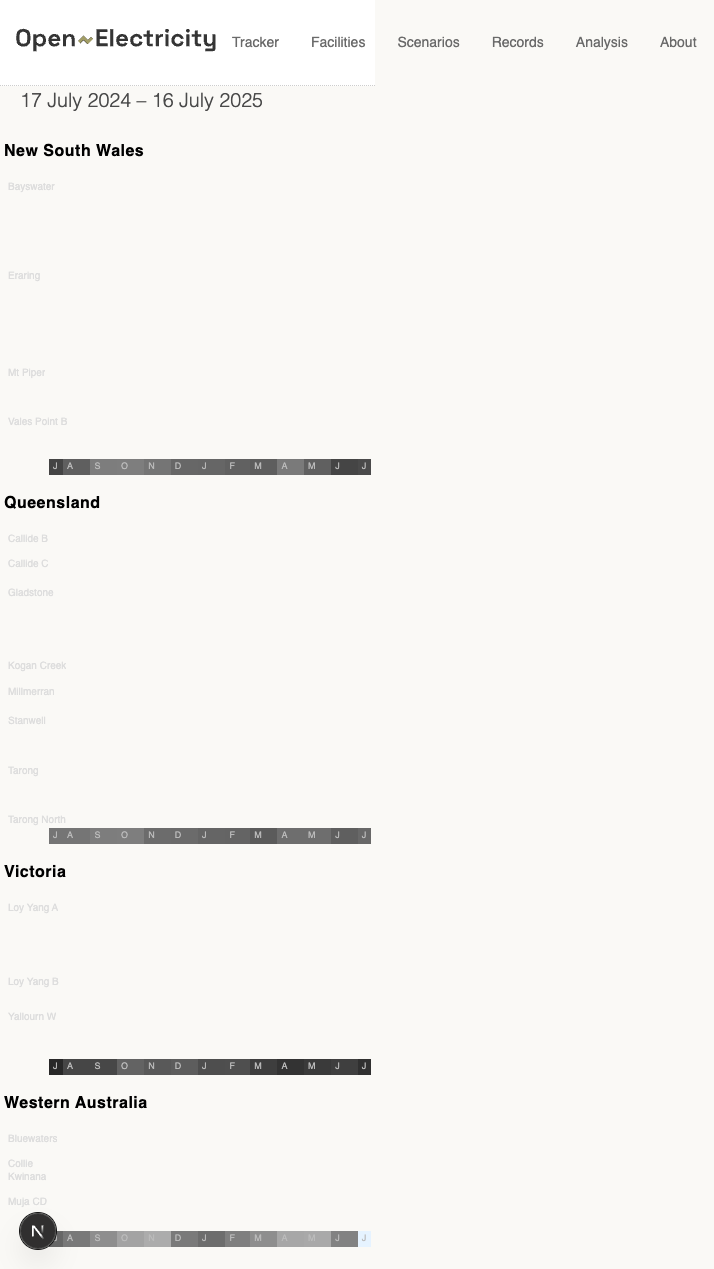 Open Electricity Tracker Facilities Scenarios Records Analysis About
17 July 2024 – 16 July 2025
New South Wales
Bayswater
Eraring
Mt Piper
Vales Point B
J A S O N D J F M A M J J
Queensland
Callide B
Callide C
Gladstone
Kogan Creek
Millmerran
Stanwell
Tarong
Tarong North
J A S O N D J F M A M J J
Victoria
Loy Yang A
Loy Yang B
Yallourn W
J A S O N D J F M A M J J
Western Australia
Bluewaters
Collie
Kwinana
Muja CD
N J A S O N D J F M A M J J